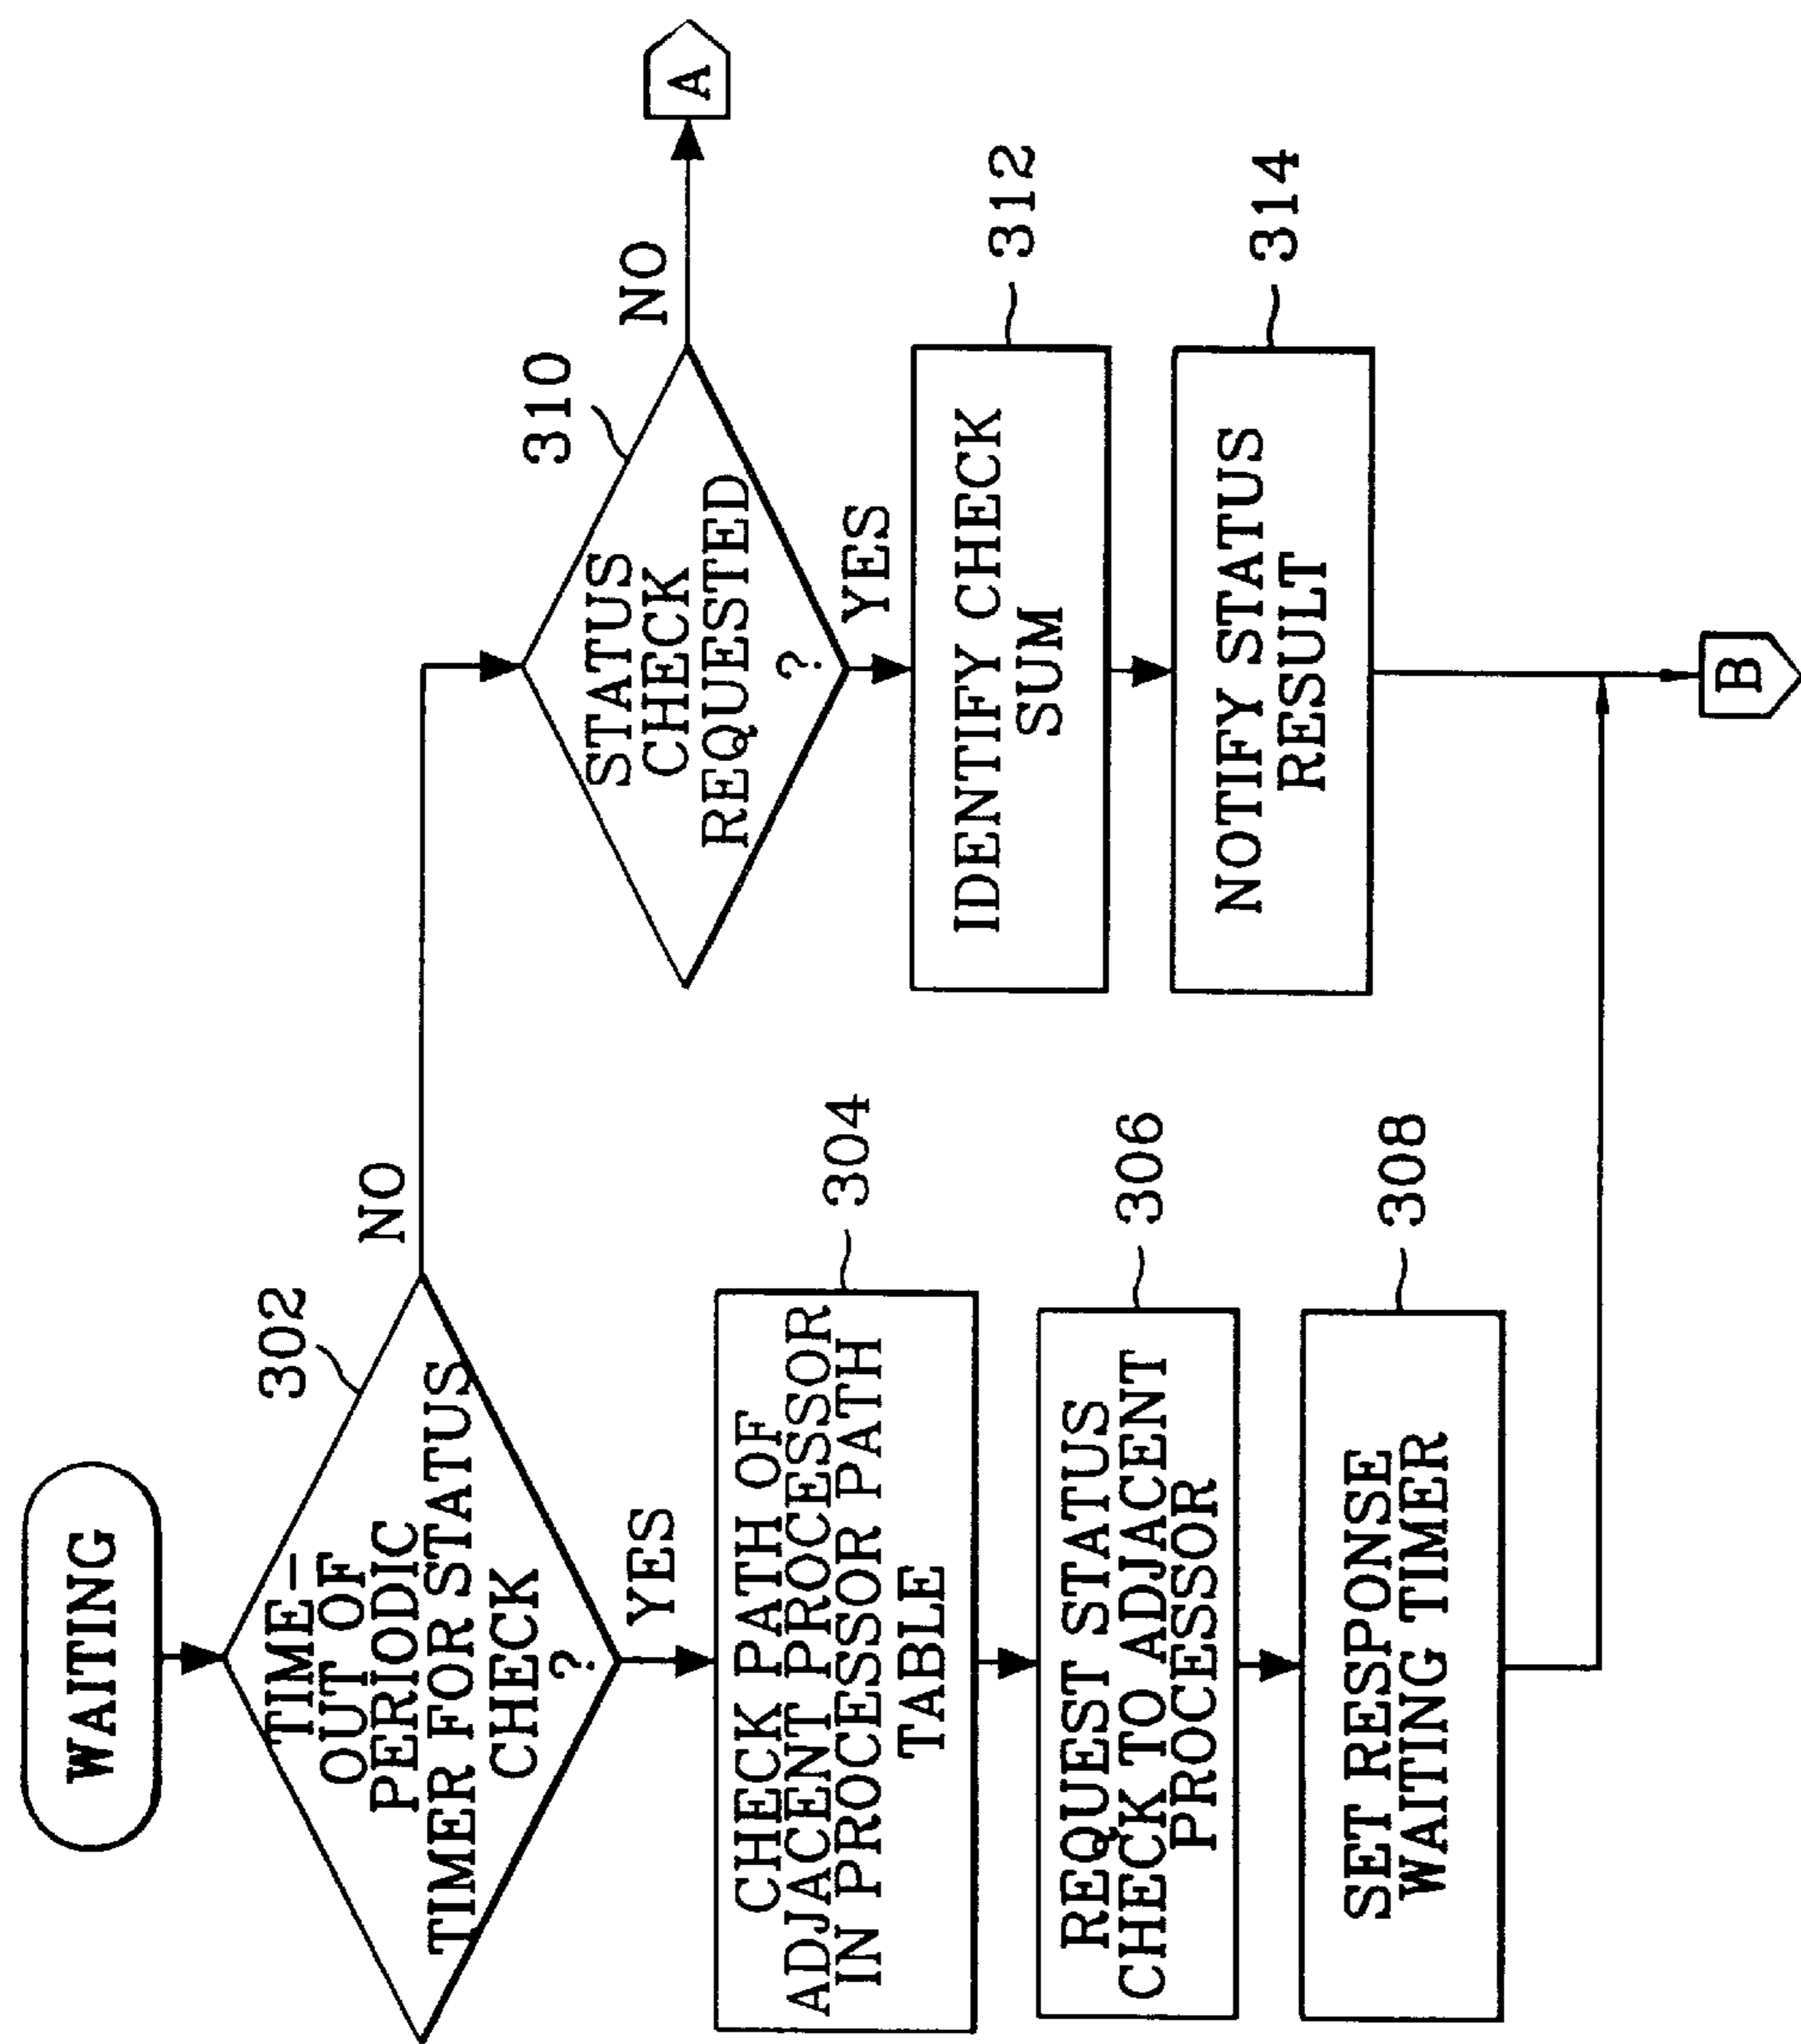 WAITING
302
TIME-
OUT OF
PERIODIC
TIMER FOR STATUS
CHECK
?
NO
YES
CHECK PATH OF
ADJACENT PROCESSOR
IN PROCESSOR PATH
TABLE
304
REQUEST STATUS
CHECK TO ADJACENT
PROCESSOR
306
SET RESPONSE
WAITING TIMER
308
310
STATUS
CHECK
REQUESTED
?
NO
A
YES
IDENTIFY CHECK
SUM
312
NOTIFY STATUS
RESULT
314
B